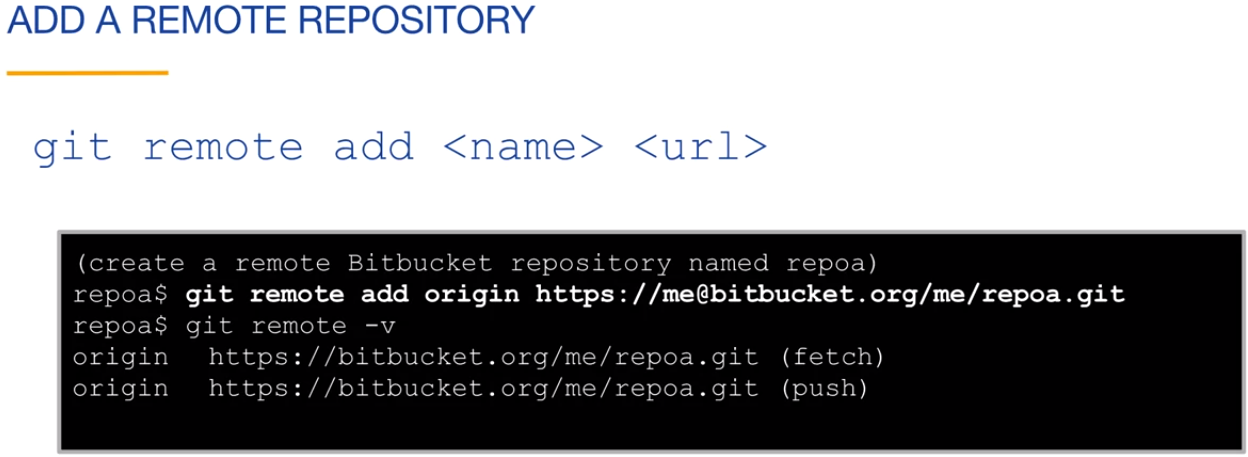 ADD A REMOTE REPOSITORY
git remote add <name> <url>
(create a remote Bitbucket repository named repoa)
repoa$ git remote add origin https://me@bitbucket.org/me/repoa.git
repoa$ git remote -v
origin  https://bitbucket.org/me/repoa.git (fetch)
origin  https://bitbucket.org/me/repoa.git (push)